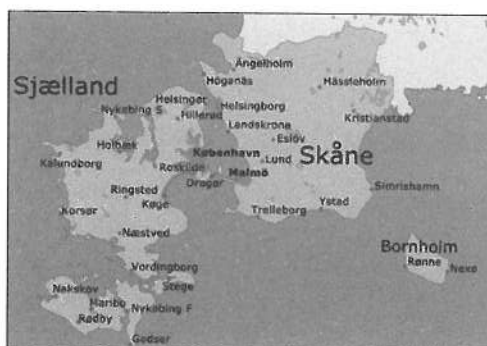 Ängelholm
Höganäs
Hässleholm
Sjælland
Helsingør
Nykøbing S
Hillerød
Helsingborg
Kristianstad
Landskrona
Eslöv
Holbæk
København
Skåne
Kalundborg
Lund
Roskilde
Malmö
Dragør
Ringsted
Simrishamn
Køge
Korsør
Trelleborg
Ystad
Næstved
Bornholm
Rønne
Vordingborg
Nexø
Stege
Nakskov
Maribo
Nykøbing F
Rødby
Gedser